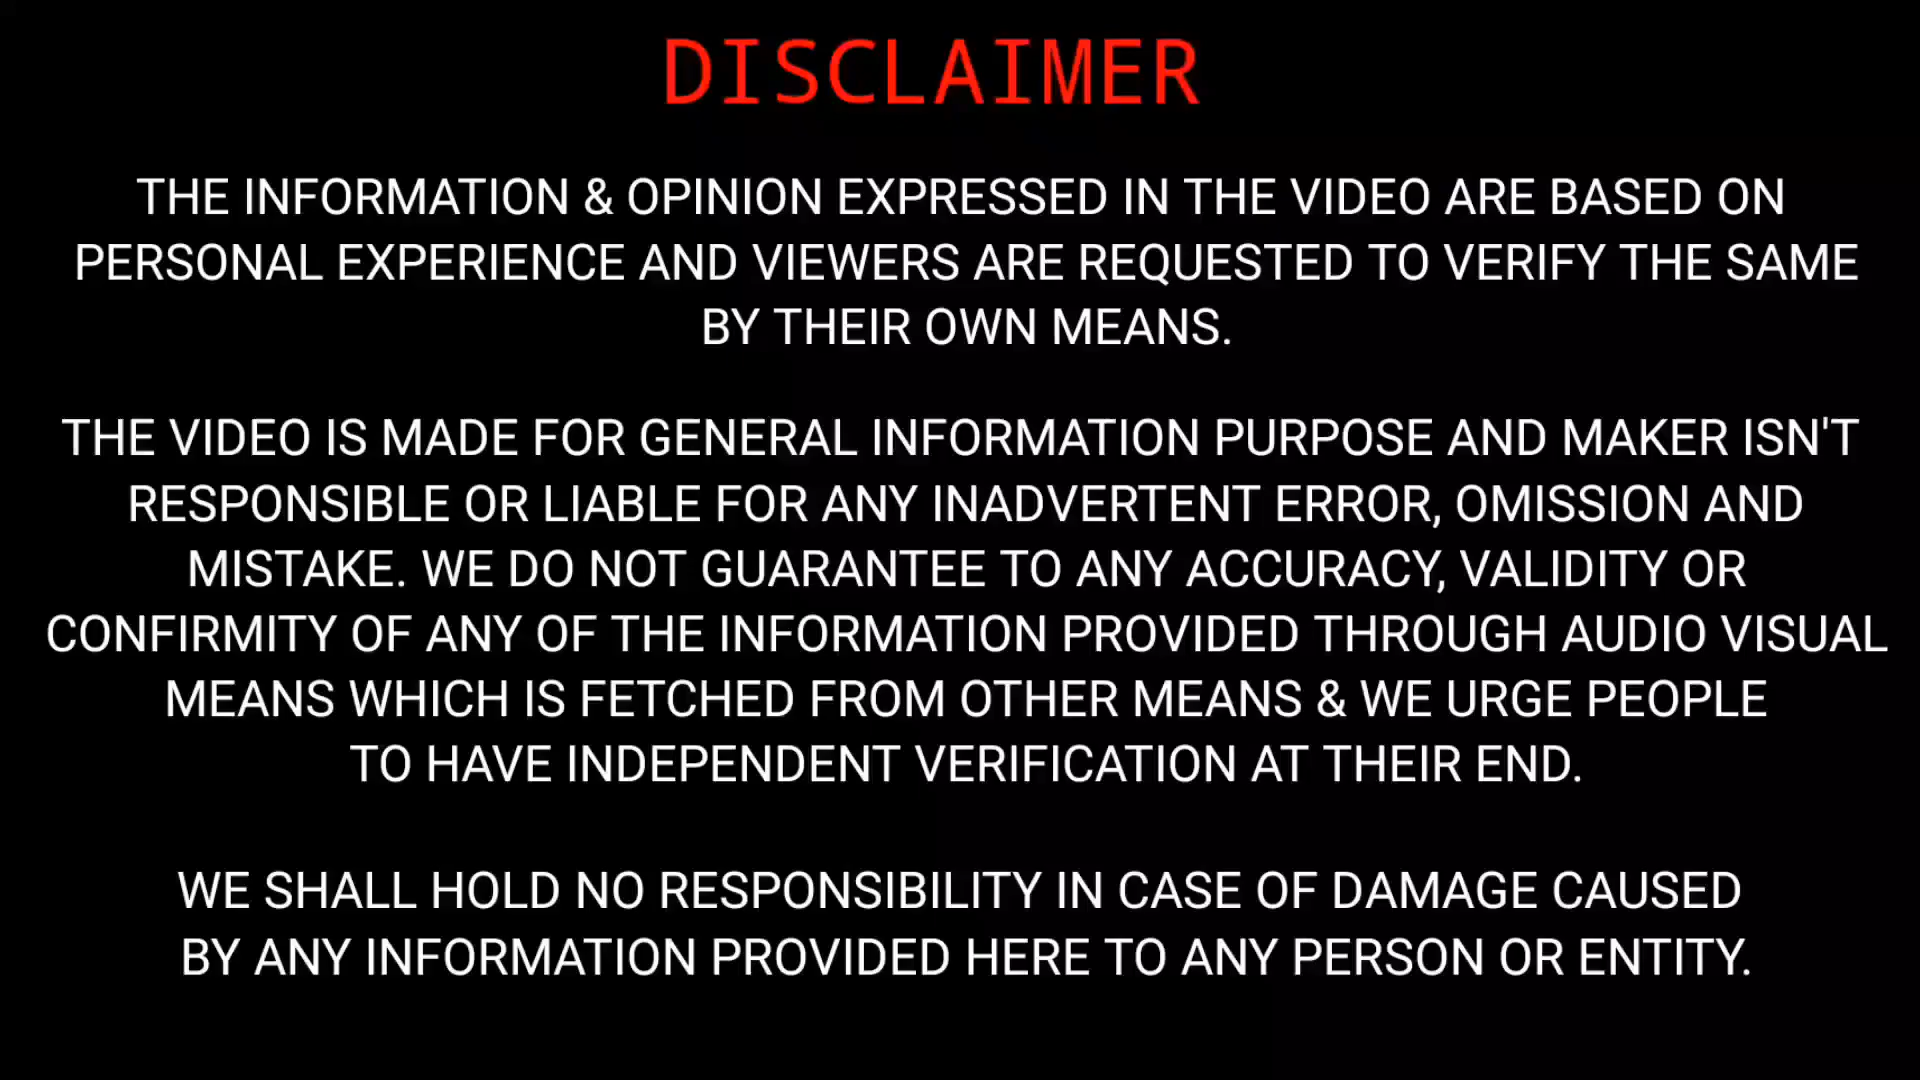 DISCLAIMER
THE INFORMATION & OPINION EXPRESSED IN THE VIDEO ARE BASED ON
PERSONAL EXPERIENCE AND VIEWERS ARE REQUESTED TO VERIFY THE SAME
BY THEIR OWN MEANS.
THE VIDEO IS MADE FOR GENERAL INFORMATION PURPOSE AND MAKER ISN'T
RESPONSIBLE OR LIABLE FOR ANY INADVERTENT ERROR, OMISSION AND
MISTAKE. WE DO NOT GUARANTEE TO ANY ACCURACY, VALIDITY OR
CONFIRMITY OF ANY OF THE INFORMATION PROVIDED THROUGH AUDIO VISUAL
MEANS WHICH IS FETCHED FROM OTHER MEANS & WE URGE PEOPLE
TO HAVE INDEPENDENT VERIFICATION AT THEIR END.
WE SHALL HOLD NO RESPONSIBILITY IN CASE OF DAMAGE CAUSED
BY ANY INFORMATION PROVIDED HERE TO ANY PERSON OR ENTITY.